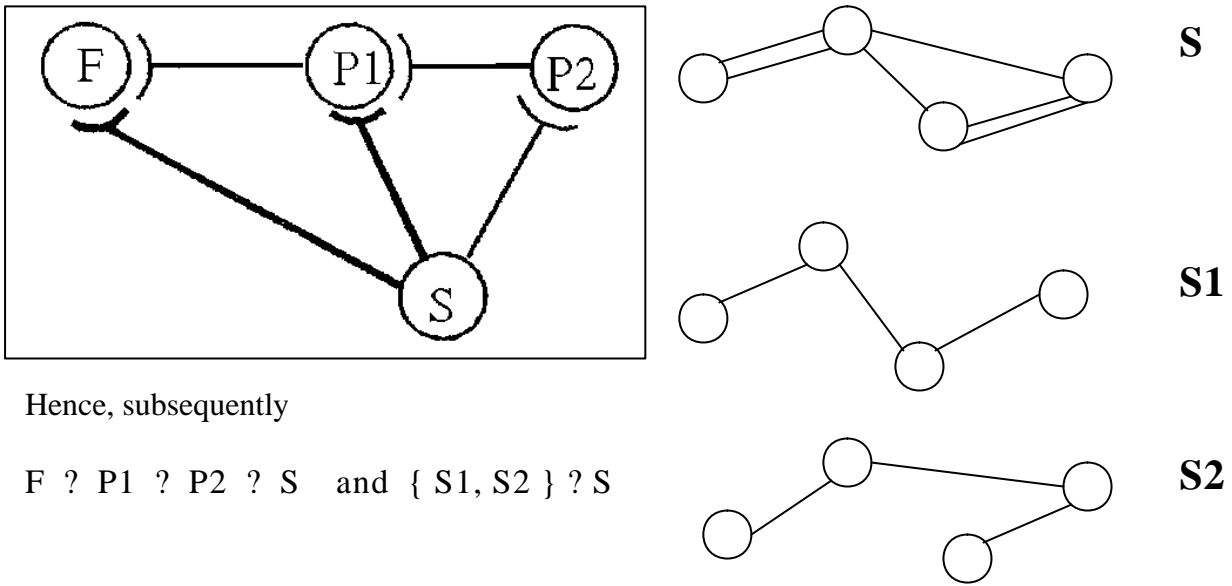 F P1 P2
S
Hence, subsequently
F ? P1 ? P2 ? S and { S1, S2 } ? S
S
S1
S2